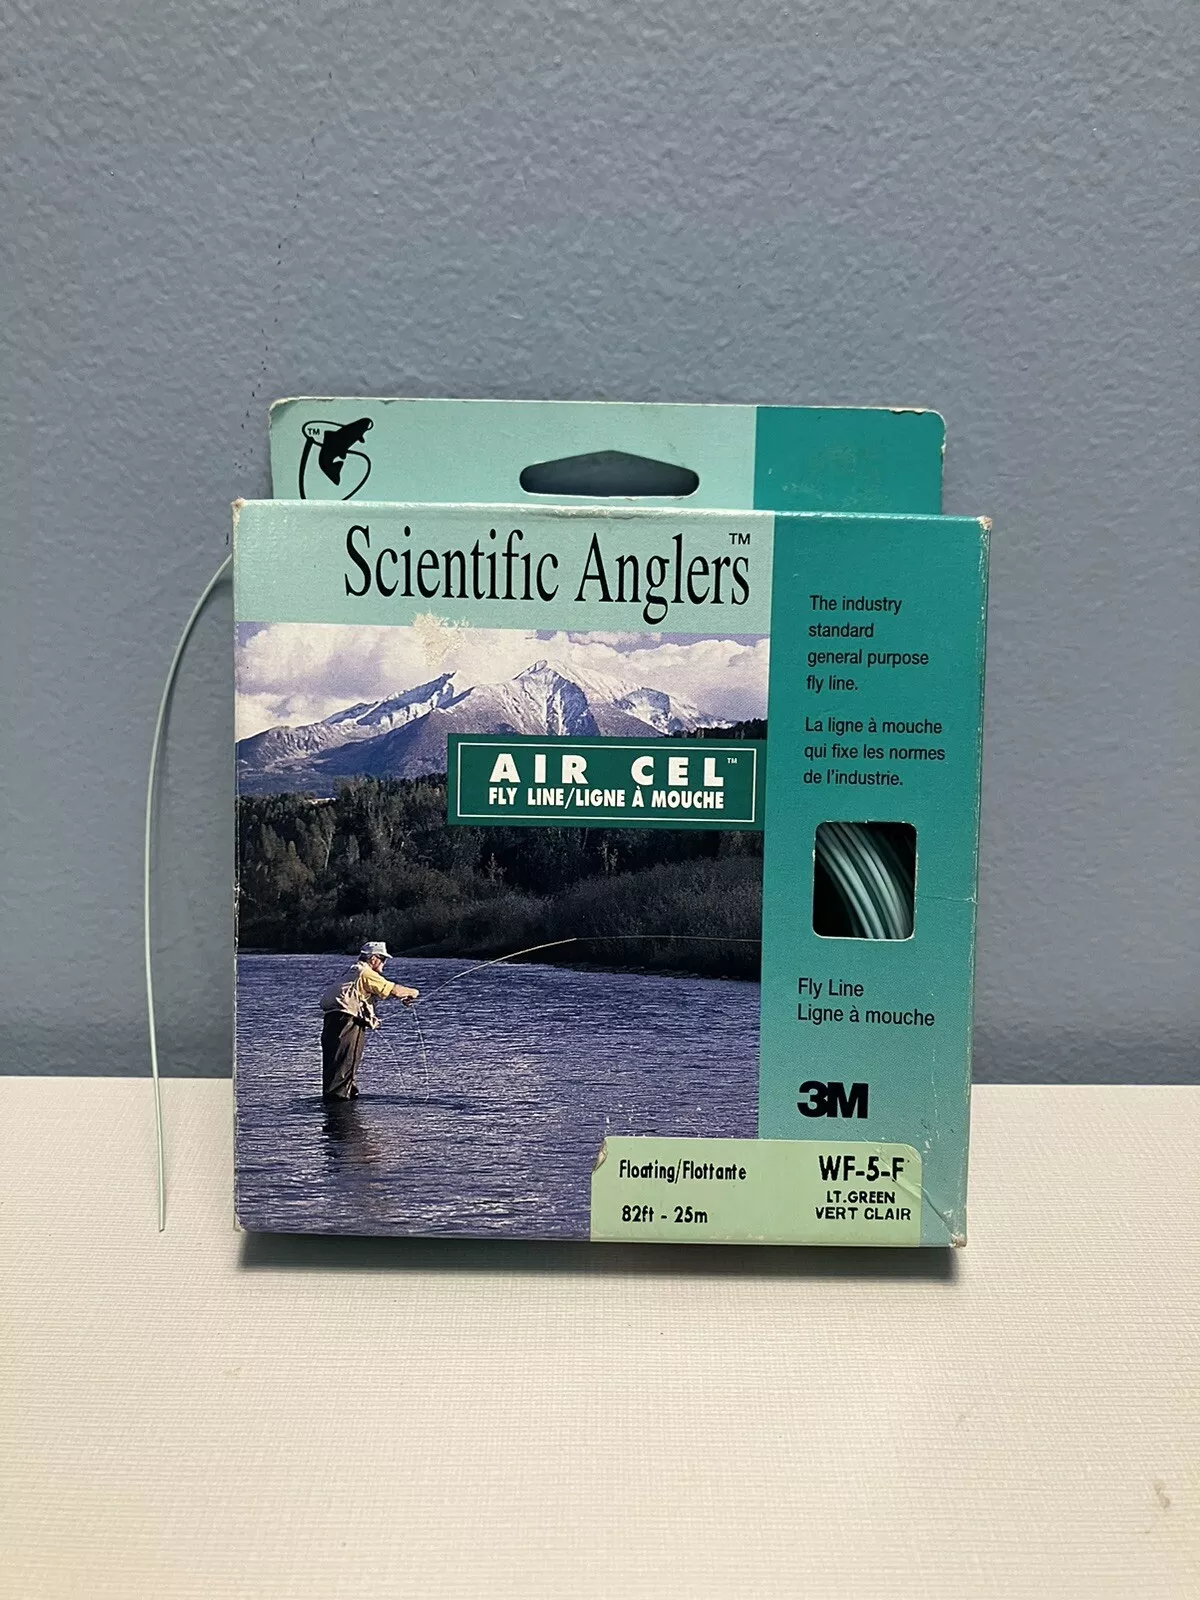 TM
Scientific Anglers™
AIR CEL™
FLY LINE/LIGNE À MOUCHE
The industry
standard
general purpose
fly line.
La ligne à mouche
qui fixe les normes
de l'industrie.
Fly Line
Ligne à mouche
3M
Floating/Flottante
82ft - 25m
WF-5-F
LT.GREEN
VERT CLAIR